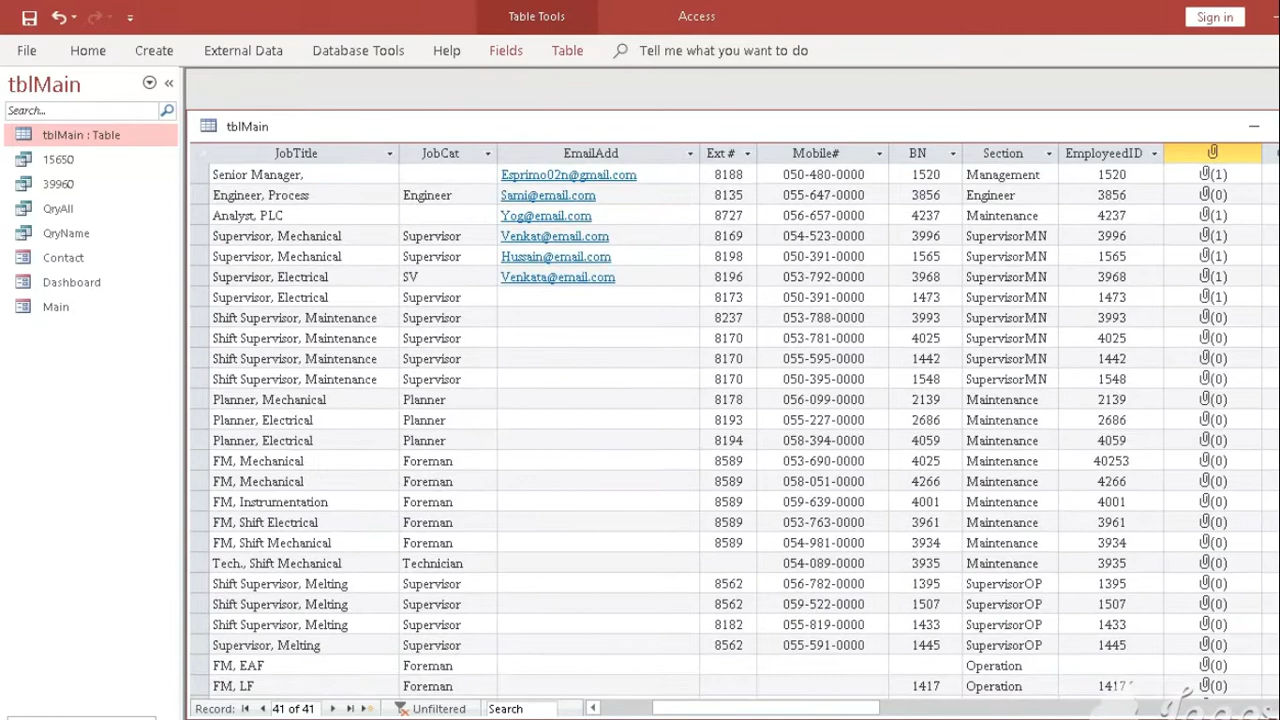 Table Tools Access Sign in
File Home Create External Data Database Tools Help Fields Table Tell me what you want to do
tblMain
Search...
tblMain : Table
15650
39960
QryAll
QryName
Contact
Dashboard
Main
tblMain
JobTitle JobCat EmailAdd Ext # Mobile# BN Section EmployeedID
Senior Manager, Esprimo02n@gmail.com 8188 050-480-0000 1520 Management 1520 (1)
Engineer, Process Engineer Sami@email.com 8135 055-647-0000 3856 Engineer 3856 (0)
Analyst, PLC Yog@email.com 8727 056-657-0000 4237 Maintenance 4237 (1)
Supervisor, Mechanical Supervisor Venkat@email.com 8169 054-523-0000 3996 SupervisorMN 3996 (1)
Supervisor, Mechanical Supervisor Hussain@email.com 8198 050-391-0000 1565 SupervisorMN 1565 (1)
Supervisor, Electrical SV Venkata@email.com 8196 053-792-0000 3968 SupervisorMN 3968 (1)
Supervisor, Electrical Supervisor 8173 050-391-0000 1473 SupervisorMN 1473 (1)
Shift Supervisor, Maintenance Supervisor 8237 053-788-0000 3993 SupervisorMN 3993 (0)
Shift Supervisor, Maintenance Supervisor 8170 053-781-0000 4025 SupervisorMN 4025 (0)
Shift Supervisor, Maintenance Supervisor 8170 055-595-0000 1442 SupervisorMN 1442 (0)
Shift Supervisor, Maintenance Supervisor 8170 050-395-0000 1548 SupervisorMN 1548 (0)
Planner, Mechanical Planner 8178 056-099-0000 2139 Maintenance 2139 (0)
Planner, Electrical Planner 8193 055-227-0000 2686 Maintenance 2686 (0)
Planner, Electrical Planner 8194 058-394-0000 4059 Maintenance 4059 (0)
FM, Mechanical Foreman 8589 053-690-0000 4025 Maintenance 40253 (0)
FM, Mechanical Foreman 8589 058-051-0000 4266 Maintenance 4266 (0)
FM, Instrumentation Foreman 8589 059-639-0000 4001 Maintenance 4001 (0)
FM, Shift Electrical Foreman 8589 053-763-0000 3961 Maintenance 3961 (0)
FM, Shift Mechanical Foreman 8589 054-981-0000 3934 Maintenance 3934 (0)
Tech., Shift Mechanical Technician 054-089-0000 3935 Maintenance 3935 (0)
Shift Supervisor, Melting Supervisor 8562 056-782-0000 1395 SupervisorOP 1395 (0)
Shift Supervisor, Melting Supervisor 8562 059-522-0000 1507 SupervisorOP 1507 (0)
Shift Supervisor, Melting Supervisor 8182 055-819-0000 1433 SupervisorOP 1433 (0)
Supervisor, Melting Supervisor 8562 055-591-0000 1445 SupervisorOP 1445 (0)
FM, EAF Foreman Operation (0)
FM, LF Foreman 1417 Operation 1417 (0)
Record: 41 of 41 Unfiltered Search